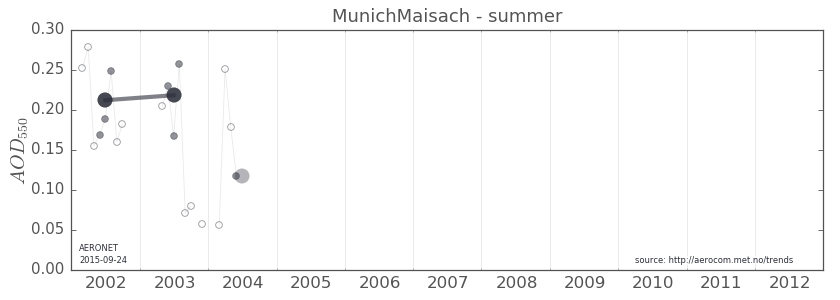 MunichMaisach - summer
0.30
0.25
0.20
0.15
0.10
0.05
0.00
AOD550
AERONET
2015-09-24
source: http://aerocom.met.no/trends
2002 2003 2004 2005 2006 2007 2008 2009 2010 2011 2012